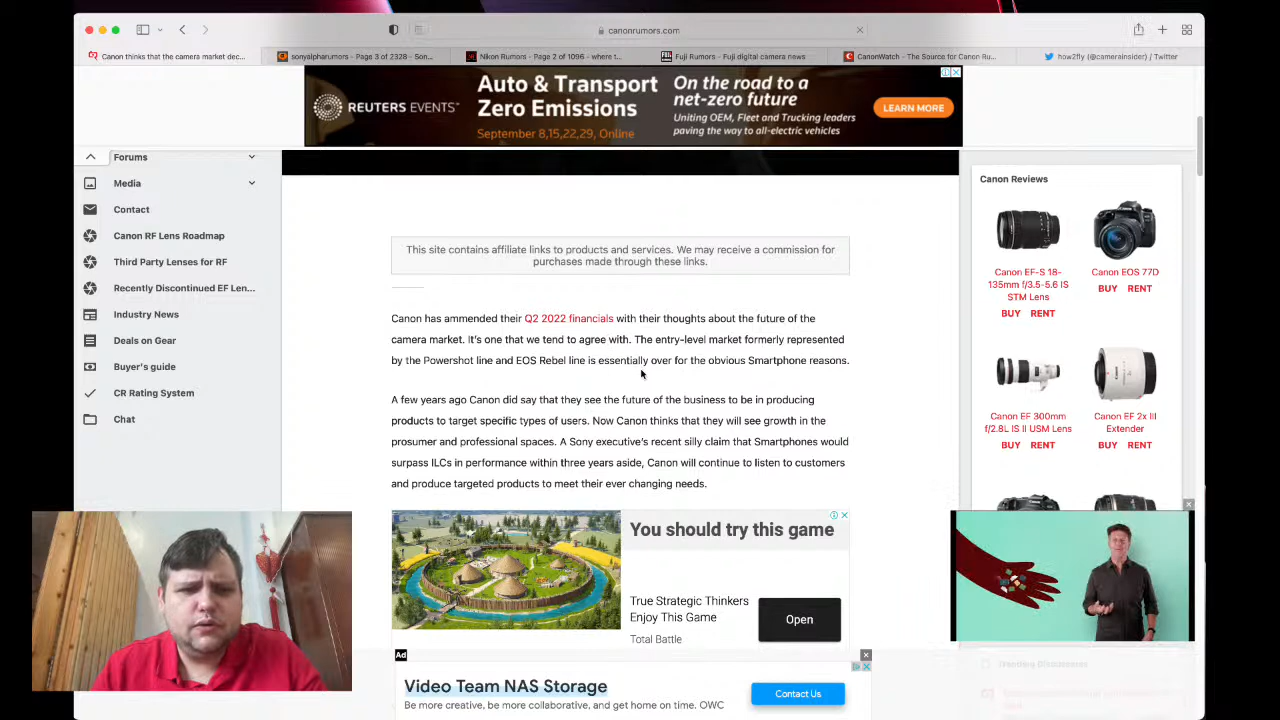 canonrumors.com
Canon thinks that the camera market dec...
sonyalpharumors - Page 3 of 2328 - Son...
Nikon Rumors - Page 2 of 1096 - where t...
Fuji Rumors - Fuji digital camera news
CanonWatch - The Source for Canon Ru...
how2fly (@camerainsider) / Twitter
REUTERS EVENTS™
Auto & Transport
Zero Emissions
September 8,15,22,29, Online
On the road to a
net-zero future
Uniting OEM, Fleet and Trucking leaders
paving the way to all-electric vehicles
LEARN MORE
Forums
Media
Contact
Canon RF Lens Roadmap
Third Party Lenses for RF
Recently Discontinued EF Len...
Industry News
Deals on Gear
Buyer's guide
CR Rating System
Chat
This site contains affiliate links to products and services. We may receive a commission for
purchases made through these links.
Canon has ammended their Q2 2022 financials with their thoughts about the future of the
camera market. It's one that we tend to agree with. The entry-level market formerly represented
by the Powershot line and EOS Rebel line is essentially over for the obvious Smartphone reasons.
A few years ago Canon did say that they see the future of the business to be in producing
products to target specific types of users. Now Canon thinks that they will see growth in the
prosumer and professional spaces. A Sony executive's recent silly claim that Smartphones would
surpass ILCs in performance within three years aside, Canon will continue to listen to customers
and produce targeted products to meet their ever changing needs.
You should try this game
True Strategic Thinkers
Enjoy This Game
Total Battle
Open
Ad
Video Team NAS Storage
Be more creative, be more collaborative, and get home on time. OWC
Contact Us
Canon Reviews
Canon EF-S 18-
135mm f/3.5-5.6 IS
STM Lens
BUY RENT
Canon EOS 77D
BUY RENT
Canon EF 300mm
f/2.8L IS II USM Lens
BUY RENT
Canon EF 2x III
Extender
BUY RENT
Trending Discussions